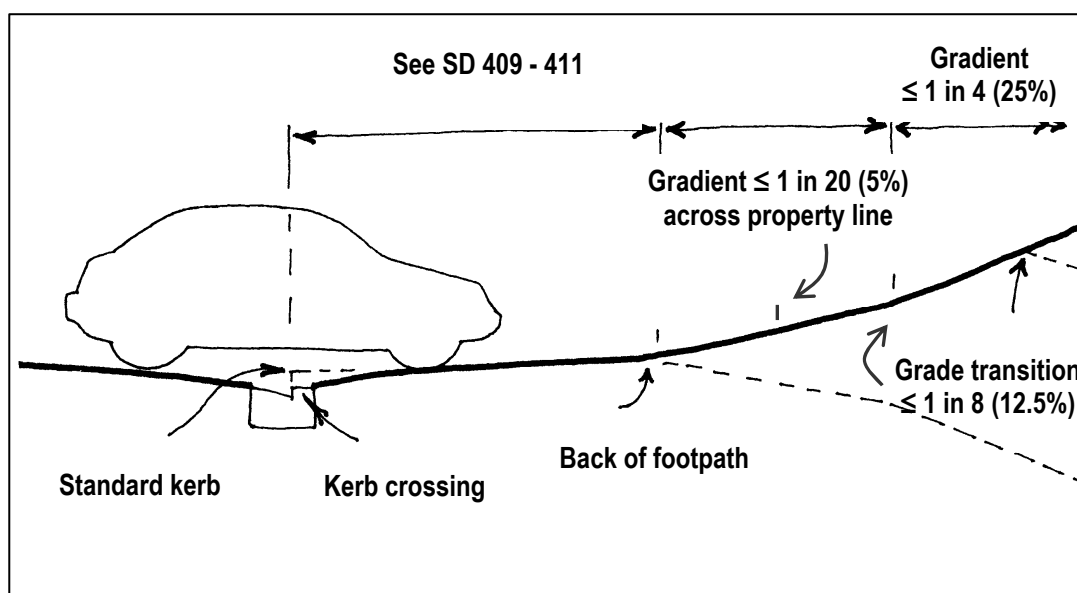 See SD 409 - 411
Gradient
≤ 1 in 4 (25%)
Gradient ≤ 1 in 20 (5%)
across property line
Grade transition
≤ 1 in 8 (12.5%)
Back of footpath
Standard kerb
Kerb crossing